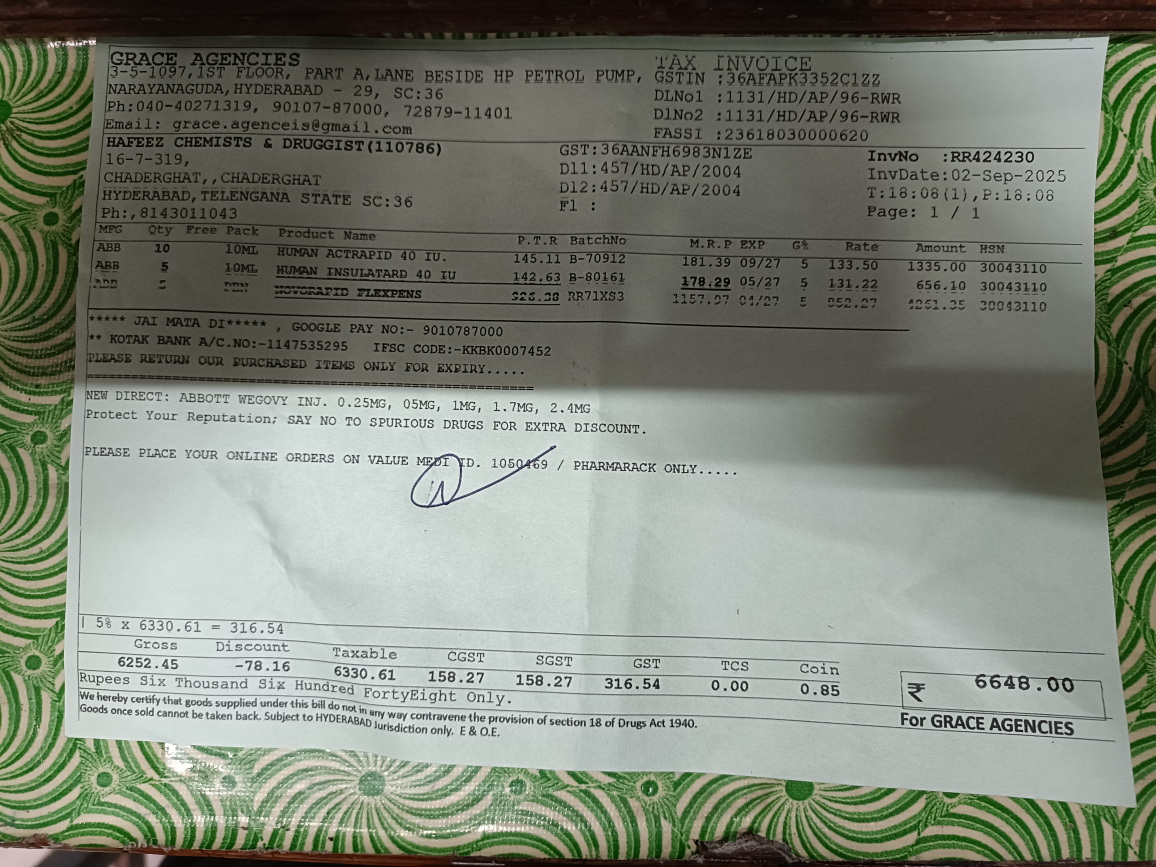 GRACE AGENCIES
3-5-1097,1ST FLOOR, PART A,LANE BESIDE HP PETROL PUMP,
NARAYANAGUDA,HYDERABAD - 29, SC:36
Ph:040-40271319, 90107-87000, 72879-11401
Email: grace.agenceis@gmail.com
TAX INVOICE
GSTIN :36AFAPK3352C1ZZ
DLNo1 :1131/HD/AP/96-RWR
DLNo2 :1131/HD/AP/96-RWR
FASSI :23618030000620
HAFEEZ CHEMISTS & DRUGGIST(110786)
16-7-319,
CHADERGHAT,,CHADERGHAT
HYDERABAD,TELENGANA STATE SC:36
Ph:,8143011043
GST:36AANFH6983N1ZE
D11:457/HD/AP/2004
D12:457/HD/AP/2004
F1 :
InvNo :RR424230
InvDate:02-Sep-2025
T:18:08(1),P:18:08
Page: 1 / 1
MFG Qty Free Pack Product Name P.T.R BatchNo M.R.P EXP G% Rate Amount HSN
ABB 10 10ML HUMAN ACTRAPID 40 IU. 145.11 B-70912 181.39 09/27 5 133.50 1335.00 30043110
ABB 5 10ML HUMAN INSULATARD 40 IU 142.63 B-80161 178.29 05/27 5 131.22 656.10 30043110
NOVORAPID FLEXPENS RR71XS3 5 30043110
***** JAI MATA DI***** , GOOGLE PAY NO:- 9010787000
** KOTAK BANK A/C.NO:-1147535295 IFSC CODE:-KKBK0007452
PLEASE RETURN OUR PURCHASED ITEMS ONLY FOR EXPIRY.....
==================================================
NEW DIRECT: ABBOTT WEGOVY INJ. 0.25MG, 05MG, 1MG, 1.7MG, 2.4MG
Protect Your Reputation; SAY NO TO SPURIOUS DRUGS FOR EXTRA DISCOUNT.
PLEASE PLACE YOUR ONLINE ORDERS ON VALUE MEDI ID. 1050469 / PHARMARACK ONLY.....
| 5% x 6330.61 = 316.54
Gross Discount Taxable CGST SGST GST TCS Coin
6252.45 -78.16 6330.61 158.27 158.27 316.54 0.00 0.85
₹ 6648.00
Rupees Six Thousand Six Hundred FortyEight Only.
We hereby certify that goods supplied under this bill do not in any way contravene the provision of section 18 of Drugs Act 1940.
Goods once sold cannot be taken back. Subject to HYDERABAD Jurisdiction only. E & O.E.
For GRACE AGENCIES